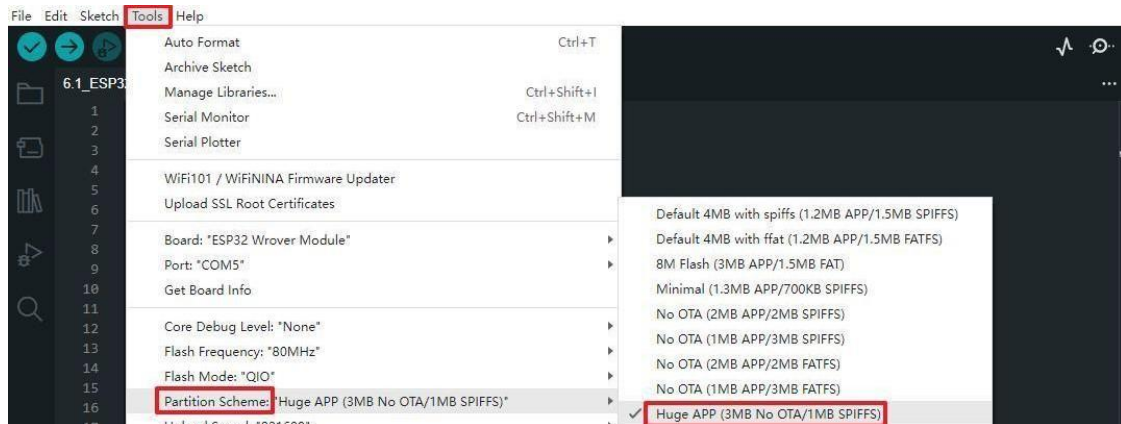 File Edit Sketch Tools Help
6.1_ESP3
1
2
3
4
5
6
7
8
9
10
11
12
13
14
15
16
Auto Format Ctrl+T
Archive Sketch
Manage Libraries... Ctrl+Shift+I
Serial Monitor Ctrl+Shift+M
Serial Plotter
WiFi101 / WiFiNINA Firmware Updater
Upload SSL Root Certificates
Board: "ESP32 Wrover Module"
Port: "COM5"
Get Board Info
Core Debug Level: "None"
Flash Frequency: "80MHz"
Flash Mode: "QIO"
Partition Scheme: "Huge APP (3MB No OTA/1MB SPIFFS)"
Default 4MB with spiffs (1.2MB APP/1.5MB SPIFFS)
Default 4MB with ffat (1.2MB APP/1.5MB FATFS)
8M Flash (3MB APP/1.5MB FAT)
Minimal (1.3MB APP/700KB SPIFFS)
No OTA (2MB APP/2MB SPIFFS)
No OTA (1MB APP/3MB SPIFFS)
No OTA (2MB APP/2MB FATFS)
No OTA (1MB APP/3MB FATFS)
Huge APP (3MB No OTA/1MB SPIFFS)